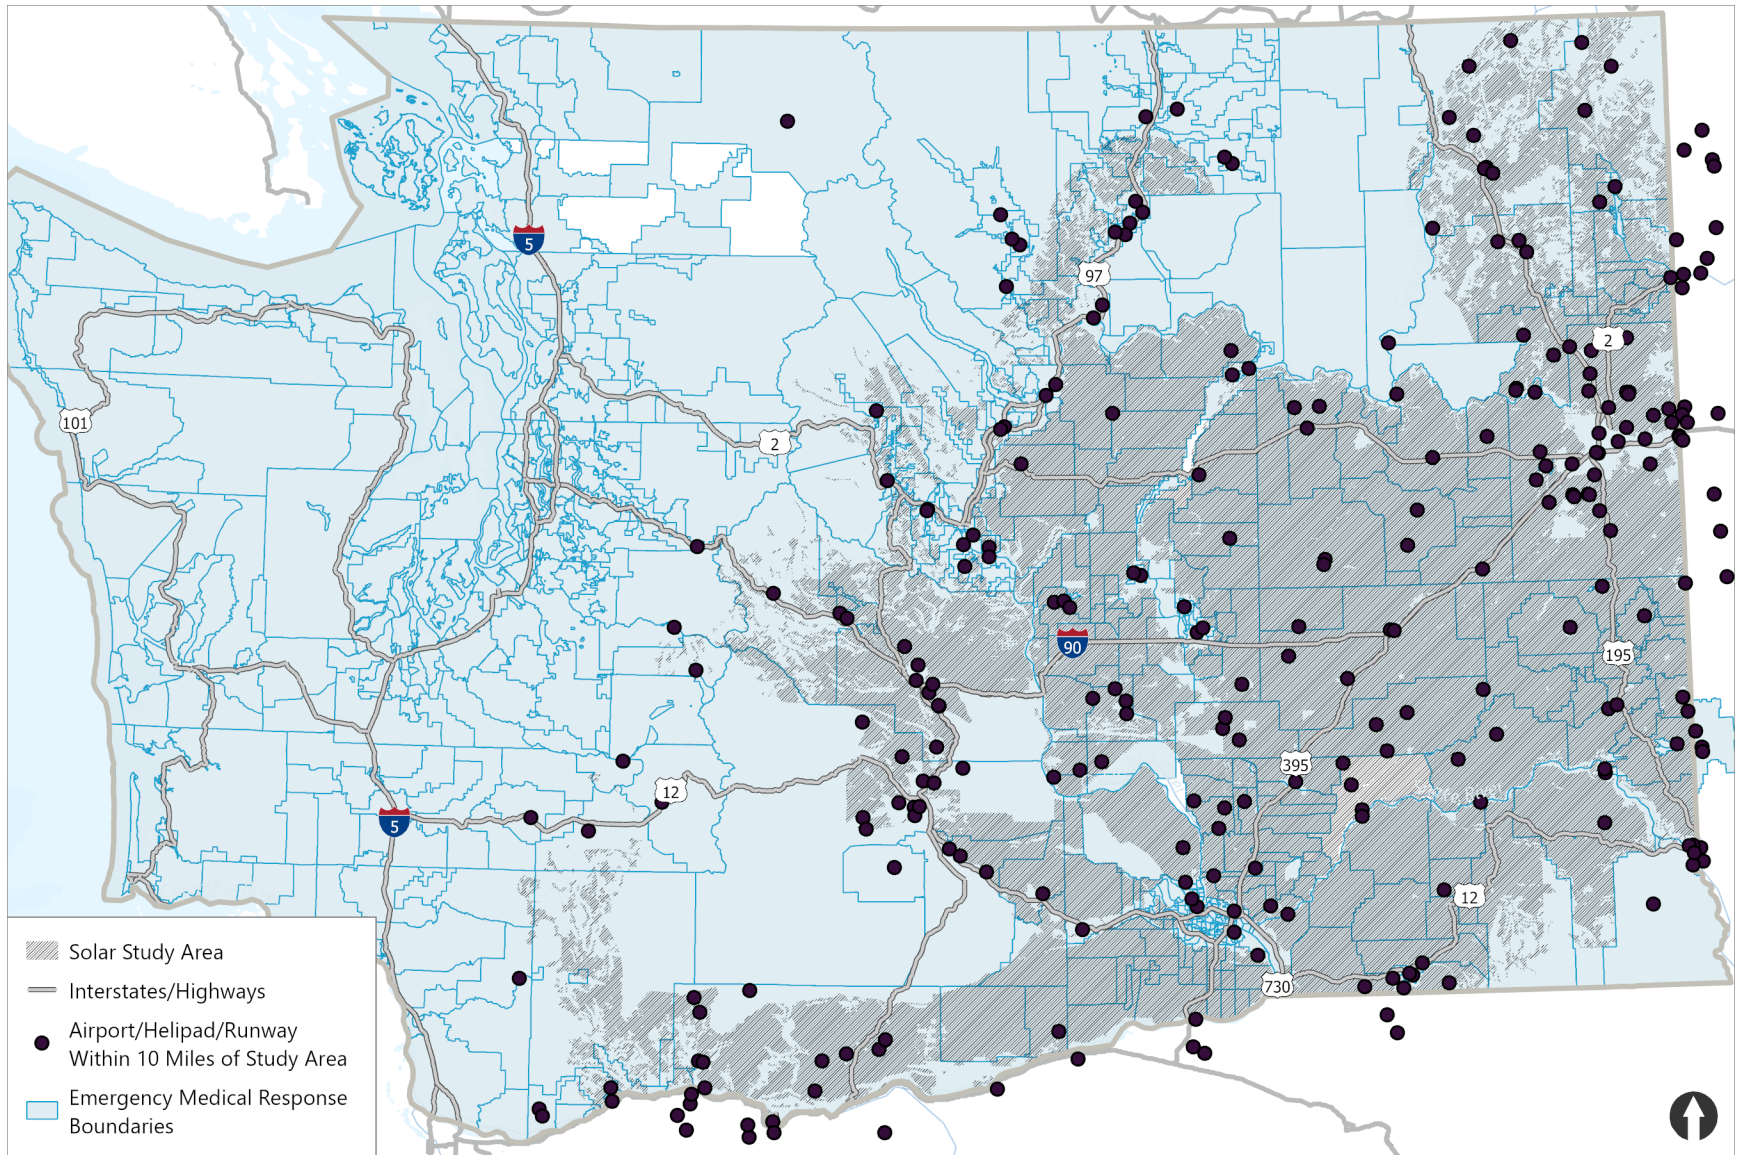 5
97
2
101
2
90
195
395
12
5
12
730
Solar Study Area
Interstates/Highways
Airport/Helipad/Runway
Within 10 Miles of Study Area
Emergency Medical Response
Boundaries